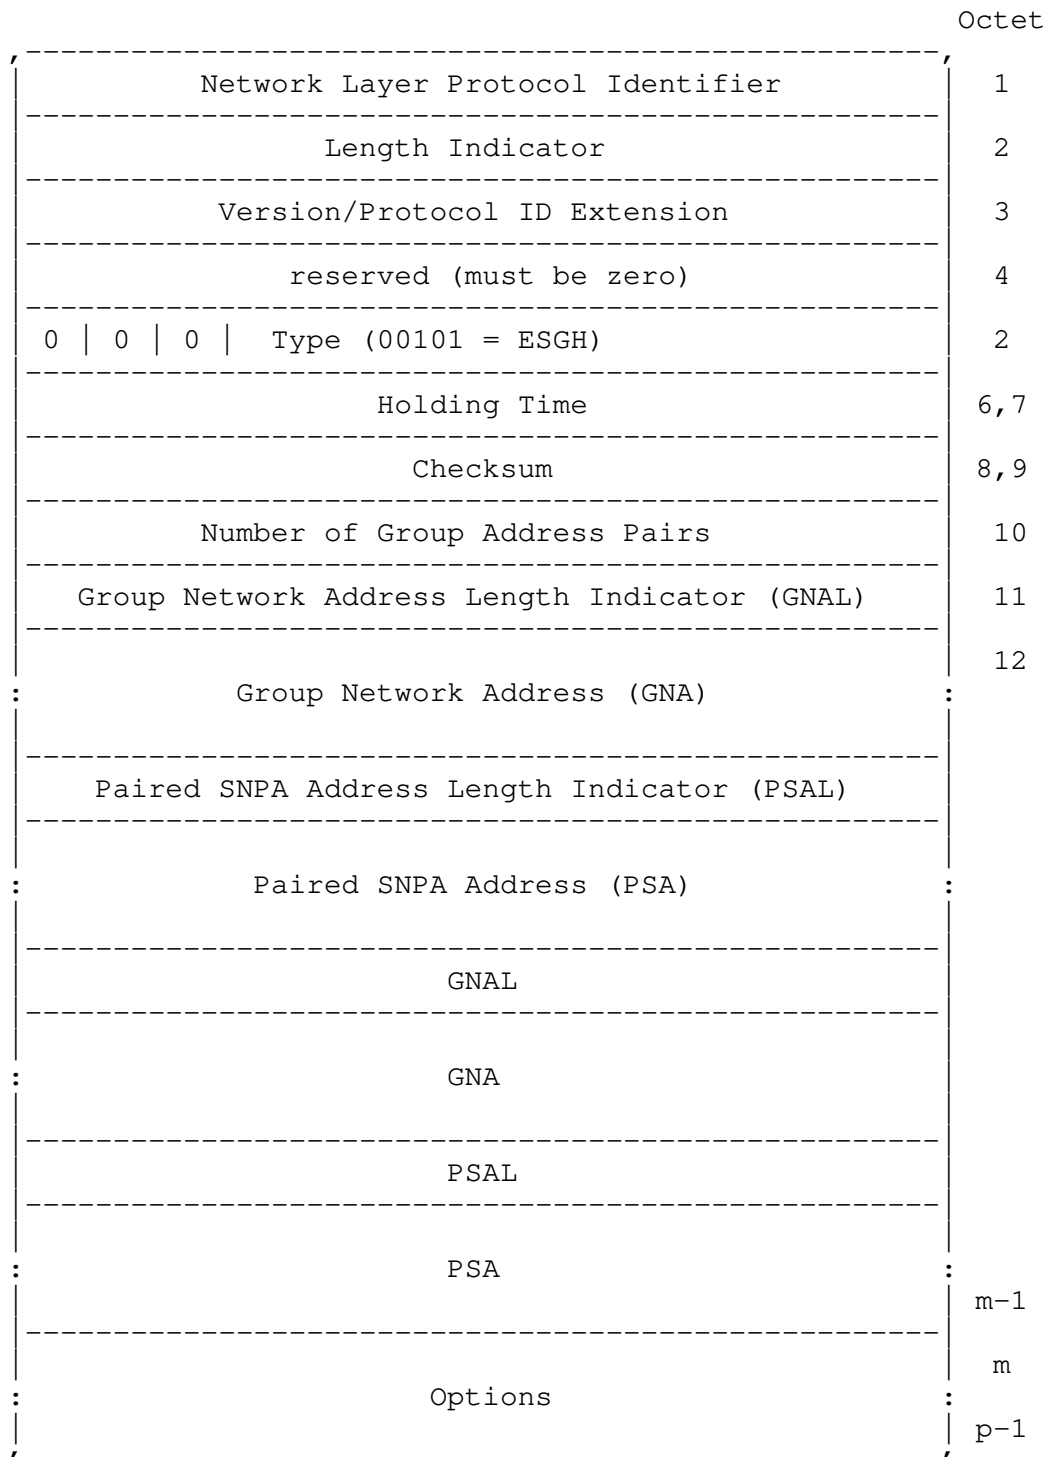 Octet
Network Layer Protocol Identifier 1
Length Indicator 2
Version/Protocol ID Extension 3
reserved (must be zero) 4
0 | 0 | 0 | Type (00101 = ESGH) 2
Holding Time 6,7
Checksum 8,9
Number of Group Address Pairs 10
Group Network Address Length Indicator (GNAL) 11
12
: Group Network Address (GNA) :
Paired SNPA Address Length Indicator (PSAL)
: Paired SNPA Address (PSA) :
GNAL
: GNA
PSAL
: PSA :
m-1
m
: Options :
p-1